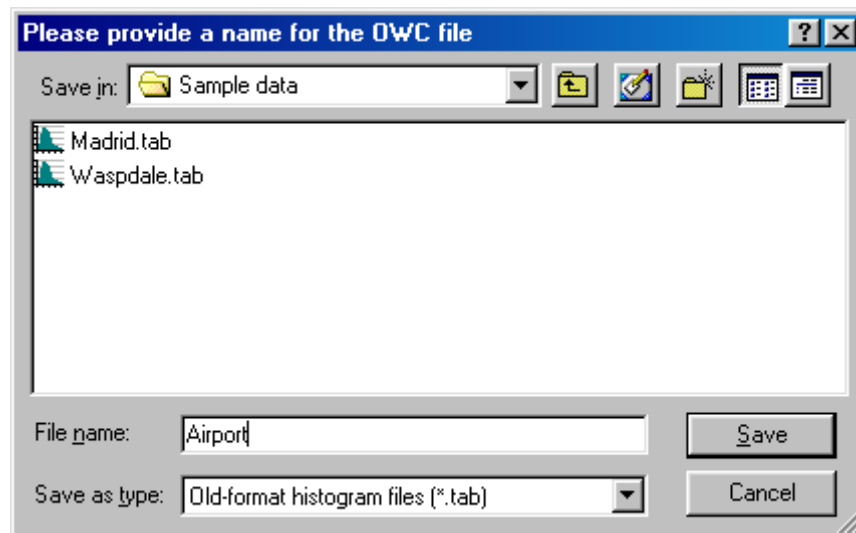 Please provide a name for the OWC file
Save in: Sample data
Madrid.tab
Waspdale.tab
File name: Airport Save
Save as type: Old-format histogram files (*.tab) Cancel